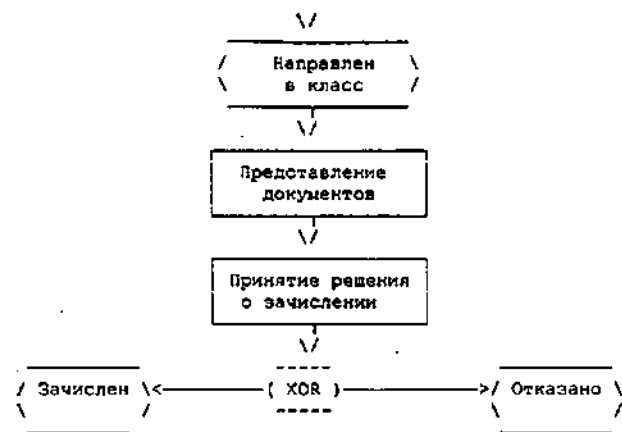 Направлен
в класс
Представление
документов
Принятие решения
о зачислении
Зачислен
XOR
Отказано